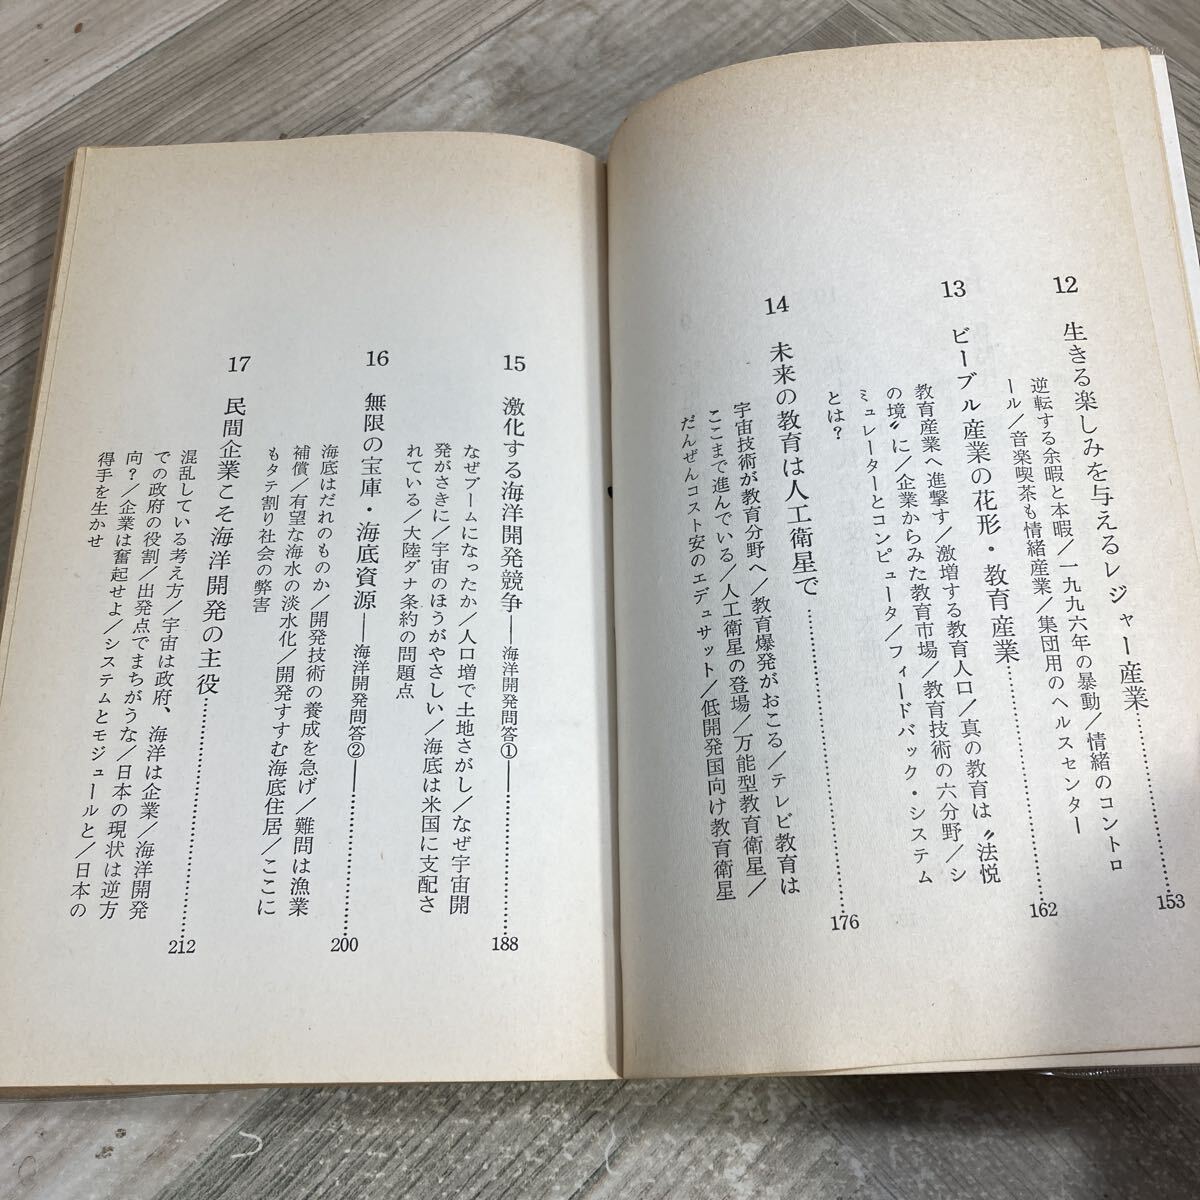 12 生きる楽しみを与えるレジャー産業……………153
逆転する余暇と本暇／一九九六年の暴動／情緒のコントロ
ール／音楽喫茶も情緒産業／集団用のヘルスセンター
13 ビーブル産業の花形・教育産業……………162
教育産業へ進撃す／激増する教育人口／真の教育は〝法悦
の境〟に／企業からみた教育市場／教育技術の六分野／シ
ミュレーターとコンピュータ／フィードバック・システム
とは？
14 未来の教育は人工衛星で……………176
宇宙技術が教育分野へ／教育爆発がおこる／テレビ教育は
ここまで進んでいる／人工衛星の登場／万能型教育衛星／
だんぜんコスト安のエデュサット／低開発国向け教育衛星
15 激化する海洋開発競争――海洋開発問答①――……………188
なぜブームになったか／人口増で土地さがし／なぜ宇宙開
発がさきに／宇宙のほうがやさしい／海底は米国に支配さ
れている／大陸ダナ条約の問題点
16 無限の宝庫・海底資源――海洋開発問答②――……………200
海底はだれのものか／開発技術の養成を急げ／難問は漁業
補償／有望な海水の淡水化／開発すすむ海底住居／ここに
もタテ割り社会の弊害
17 民間企業こそ海洋開発の主役……………212
混乱している考え方／宇宙は政府、海洋は企業／海洋開発
での政府の役割／出発点でまちがうな／日本の現状は逆方
向？／企業は奮起せよ／システムとモジュールと／日本の
得手を生かせ